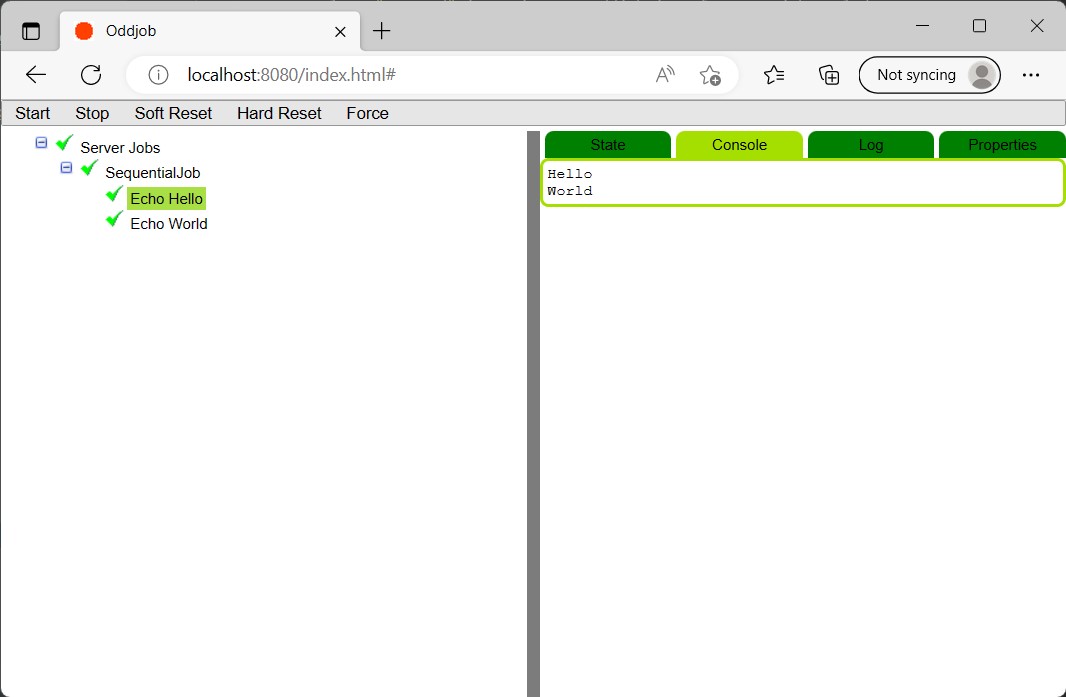 Oddjob
localhost:8080/index.html#
Not syncing
Start Stop Soft Reset Hard Reset Force
Server Jobs
SequentialJob
Echo Hello
Echo World
State Console Log Properties
Hello
World